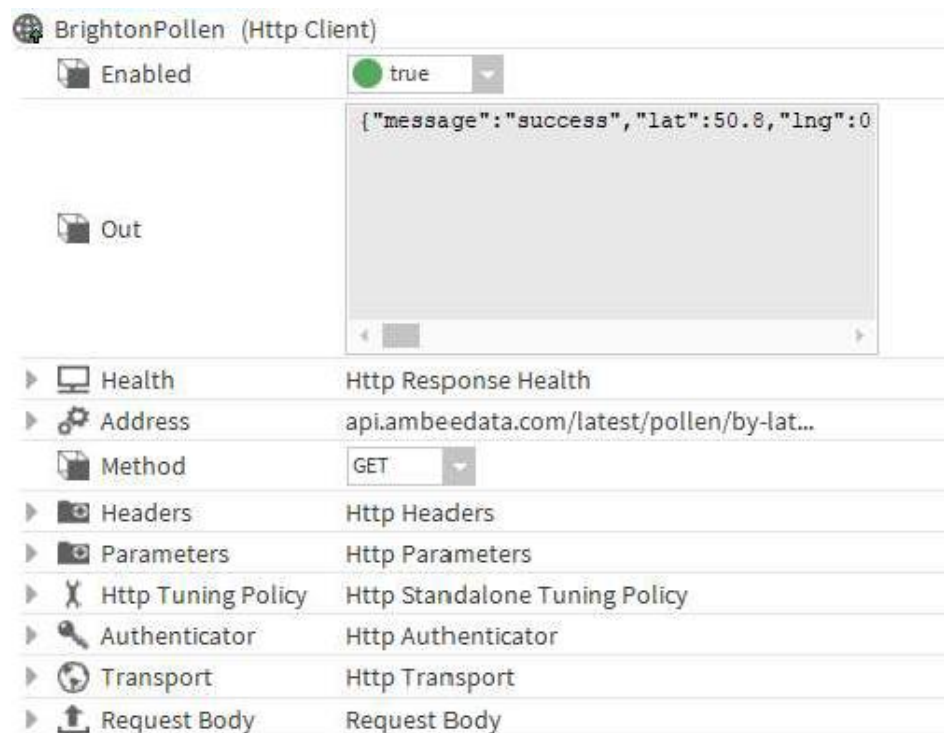 BrightonPollen (Http Client)
Enabled true
{"message":"success","lat":50.8,"lng":0
Out
Health Http Response Health
Address api.ambeedata.com/latest/pollen/by-lat...
Method GET
Headers Http Headers
Parameters Http Parameters
Http Tuning Policy Http Standalone Tuning Policy
Authenticator Http Authenticator
Transport Http Transport
Request Body Request Body